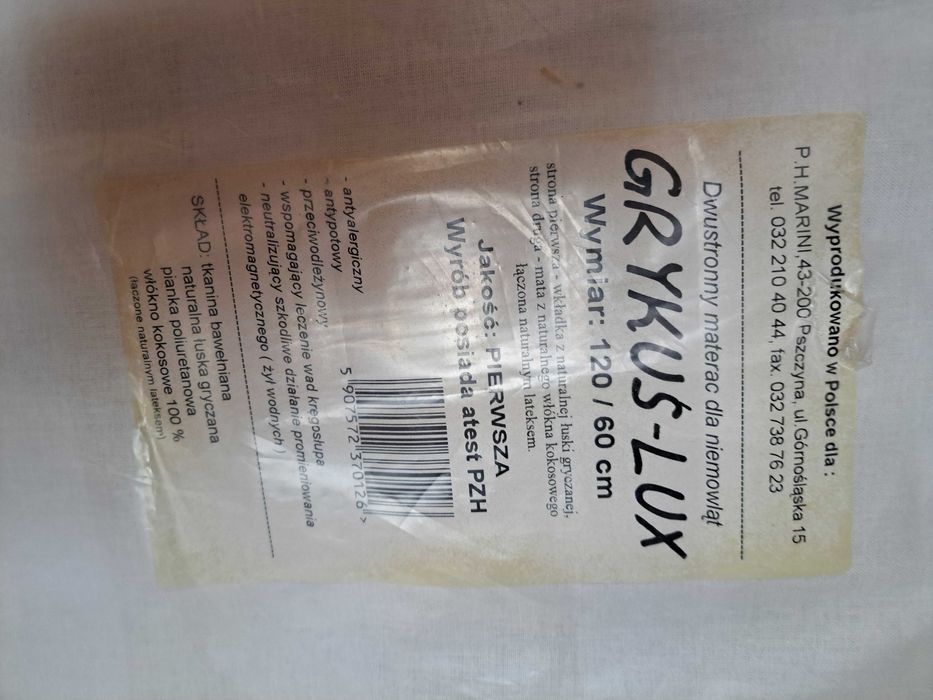 Wyprodukowano w Polsce dla :
P.H.MARINI,43-200 Pszczyna, ul.Górnośląska 15
tel. 032 210 40 44, fax. 032 738 76 23
Dwustronny materac dla niemowląt
GRYKUŚ-LUX
Wymiar: 120 / 60 cm
strona pierwsza - wkładka z naturalnej łuski gryczanej,
strona druga - mata z naturalnego włókna kokosowego
łączona naturalnym lateksem.
Jakość: PIERWSZA
Wyrób posiada atest PZH
5 907572 370126 >
- antyalergiczny
- antypotowy
- przeciwodleżynowy
- wspomagający leczenie wad kręgosłupa
- neutralizujący szkodliwe działanie promieniowania
elektromagnetycznego ( żył wodnych )
SKŁAD: tkanina bawełniana
naturalna łuska gryczana
pianka poliuretanowa
włókno kokosowe 100 %
(łączone naturalnym lateksem)